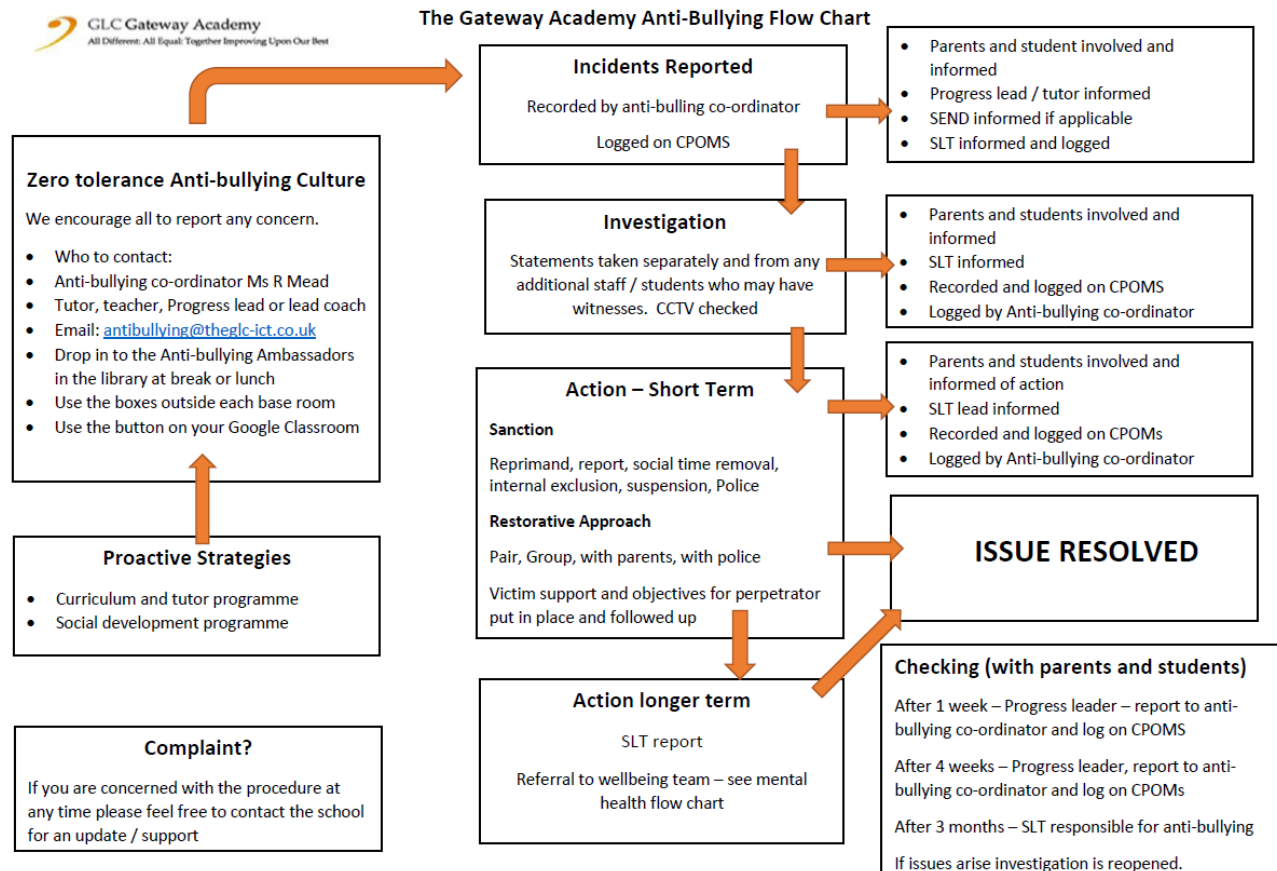 GLC Gateway Academy
All Different: All Equal: Together Improving Upon Our Best
The Gateway Academy Anti-Bullying Flow Chart
Zero tolerance Anti-bullying Culture
We encourage all to report any concern.
• Who to contact:
• Anti-bullying co-ordinator Ms R Mead
• Tutor, teacher, Progress lead or lead coach
• Email: antibullying@theglc-ict.co.uk
• Drop in to the Anti-bullying Ambassadors
in the library at break or lunch
• Use the boxes outside each base room
• Use the button on your Google Classroom
Proactive Strategies
• Curriculum and tutor programme
• Social development programme
Complaint?
If you are concerned with the procedure at
any time please feel free to contact the school
for an update / support
Incidents Reported
Recorded by anti-bulling co-ordinator
Logged on CPOMS
• Parents and student involved and
informed
• Progress lead / tutor informed
• SEND informed if applicable
• SLT informed and logged
Investigation
Statements taken separately and from any
additional staff / students who may have
witnesses. CCTV checked
• Parents and students involved and
informed
• SLT informed
• Recorded and logged on CPOMS
• Logged by Anti-bullying co-ordinator
Action – Short Term
Sanction
Reprimand, report, social time removal,
internal exclusion, suspension, Police
Restorative Approach
Pair, Group, with parents, with police
Victim support and objectives for perpetrator
put in place and followed up
• Parents and students involved and
informed of action
• SLT lead informed
• Recorded and logged on CPOMs
• Logged by Anti-bullying co-ordinator
ISSUE RESOLVED
Action longer term
SLT report
Referral to wellbeing team – see mental
health flow chart
Checking (with parents and students)
After 1 week – Progress leader – report to anti-
bullying co-ordinator and log on CPOMS
After 4 weeks – Progress leader, report to anti-
bullying co-ordinator and log on CPOMs
After 3 months – SLT responsible for anti-bullying
If issues arise investigation is reopened.